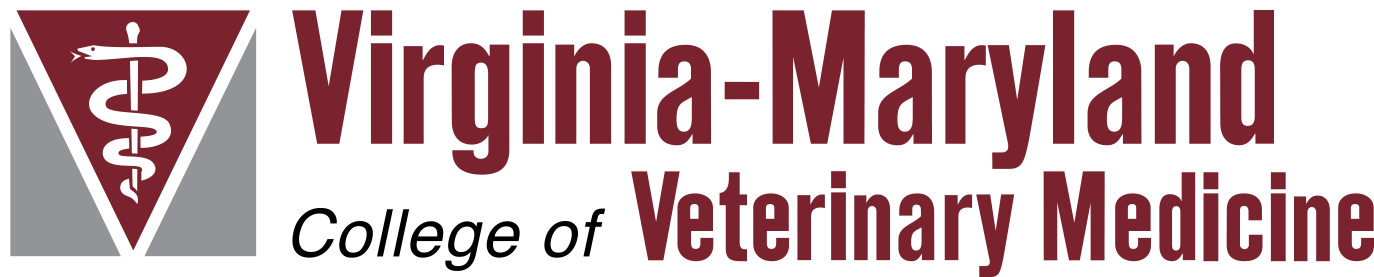 Virginia-Maryland
College of Veterinary Medicine